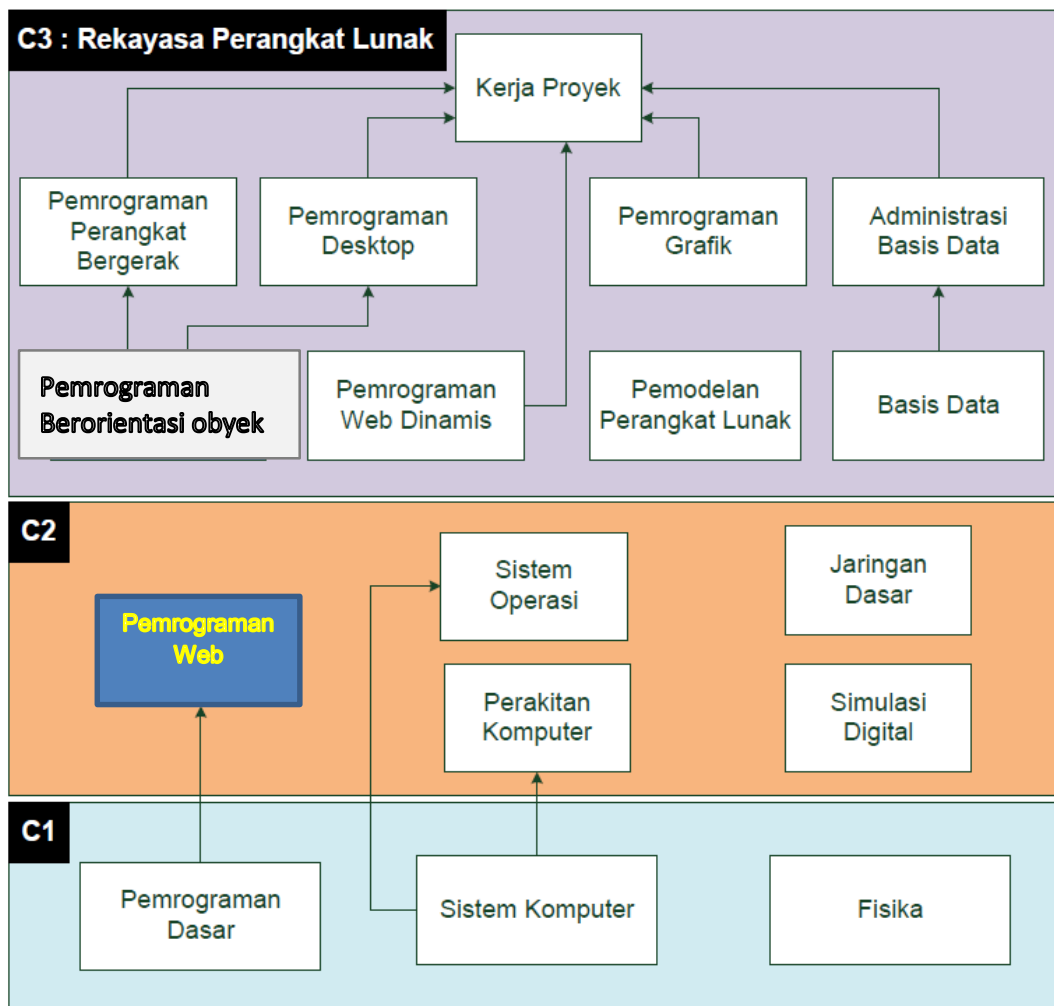 C3 : Rekayasa Perangkat Lunak
Kerja Proyek
Pemrograman
Perangkat
Bergerak
Pemrograman
Desktop
Pemrograman
Grafik
Administrasi
Basis Data
Pemrograman
Berorientasi obyek
Pemrograman
Web Dinamis
Pemodelan
Perangkat Lunak
Basis Data
C2
Pemrograman
Web
Sistem
Operasi
Jaringan
Dasar
Perakitan
Komputer
Simulasi
Digital
C1
Pemrograman
Dasar
Sistem Komputer
Fisika